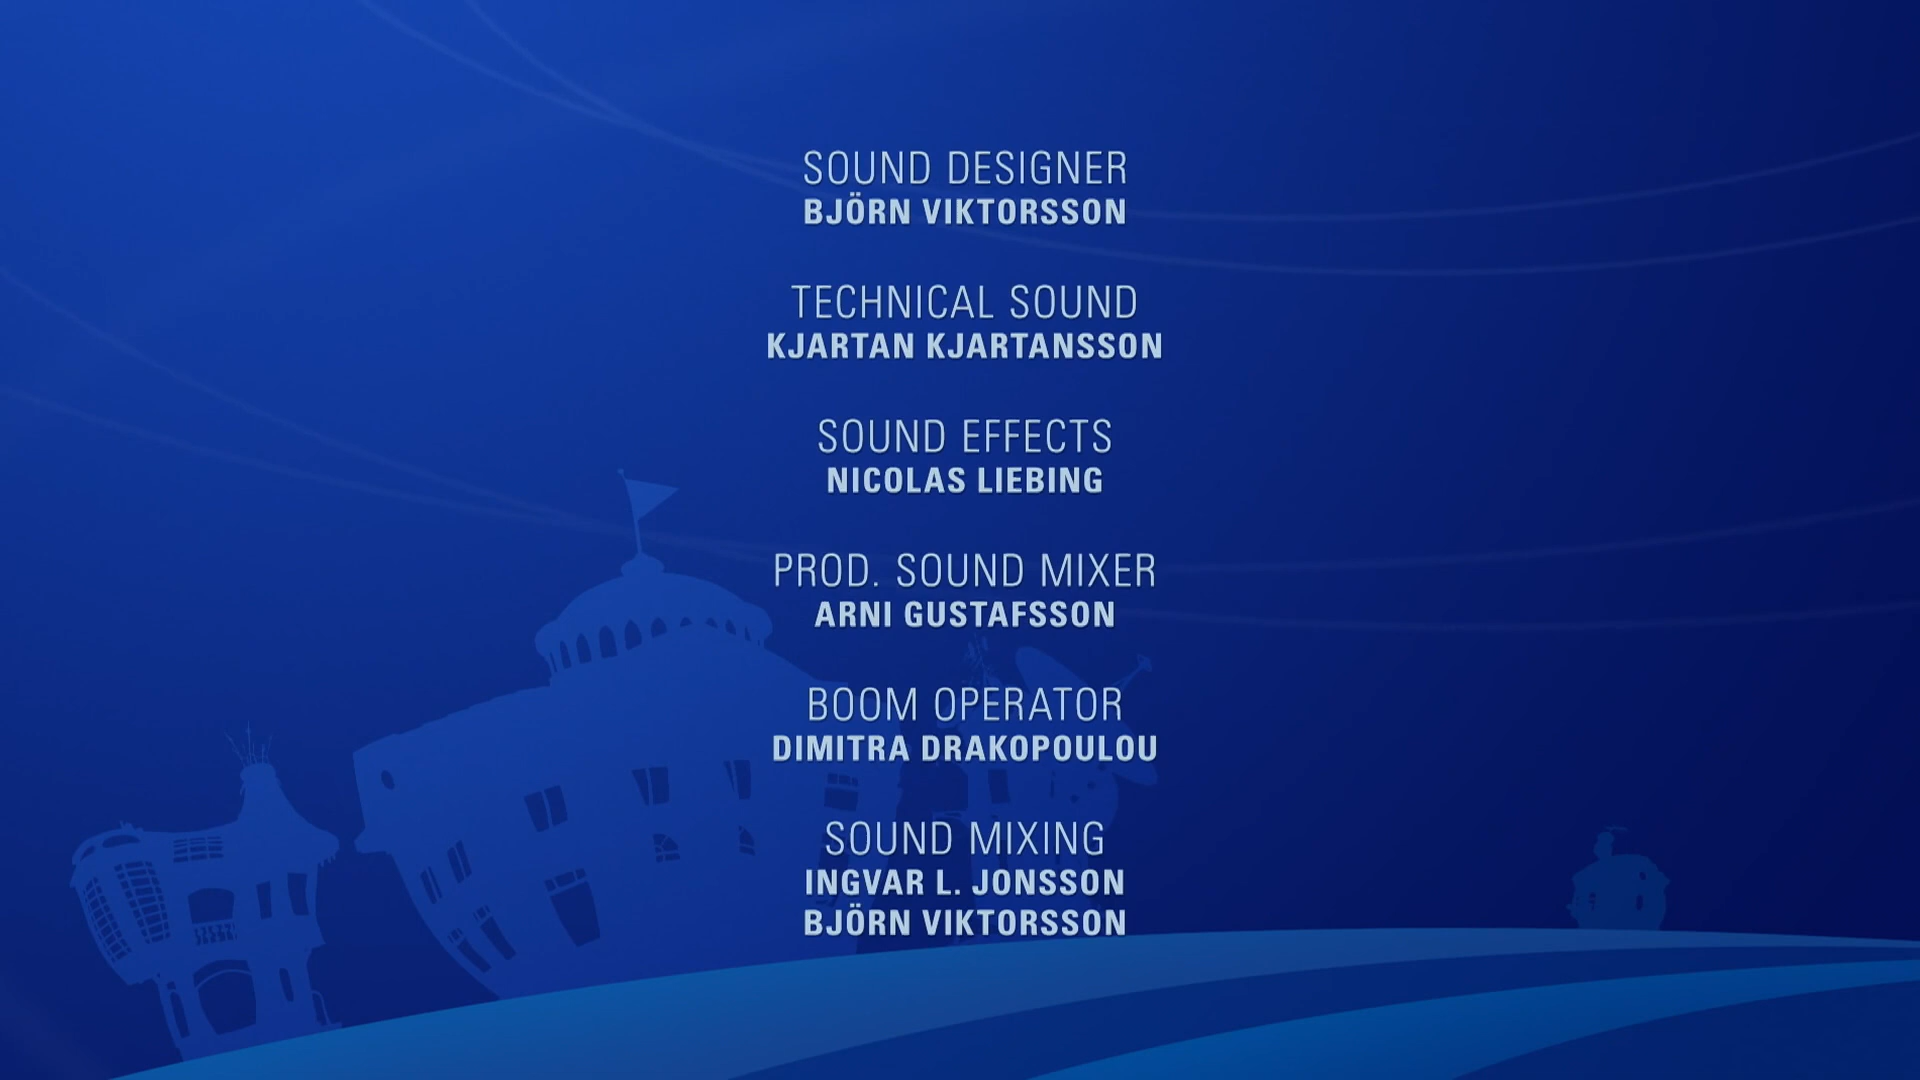 SOUND DESIGNER
BJÖRN VIKTORSSON
TECHNICAL SOUND
KJARTAN KJARTANSSON
SOUND EFFECTS
NICOLAS LIEBING
PROD. SOUND MIXER
ARNI GUSTAFSSON
BOOM OPERATOR
DIMITRA DRAKOPOULOU
SOUND MIXING
INGVAR L. JONSSON
BJÖRN VIKTORSSON